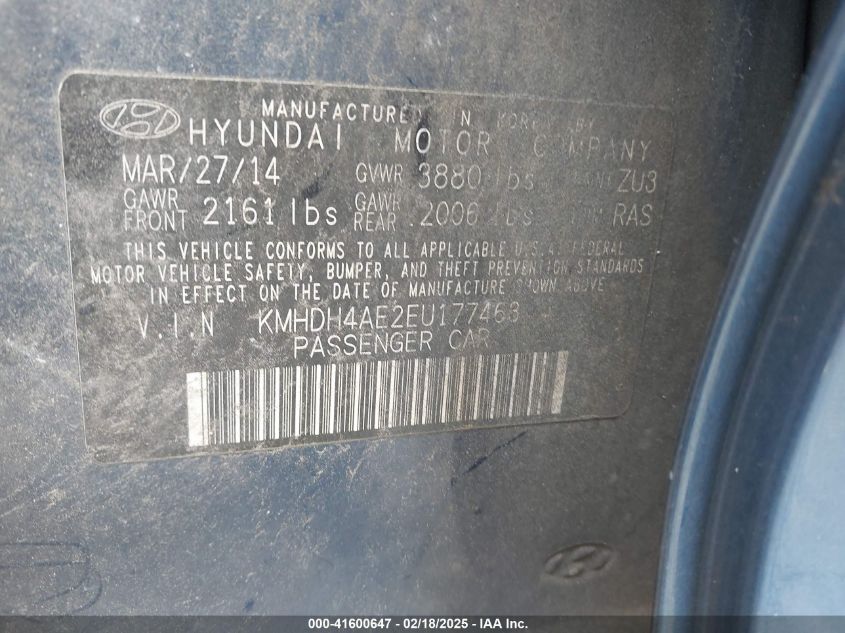 MANUFACTURED IN KOREA BY
HYUNDAI MOTOR COMPANY
MAR/27/14 GVWR 3880 lbs ZU3
GAWR FRONT 2161 lbs GAWR REAR 2006 lbs RAS
THIS VEHICLE CONFORMS TO ALL APPLICABLE U.S.A. FEDERAL
MOTOR VEHICLE SAFETY, BUMPER, AND THEFT PREVENTION STANDARDS
IN EFFECT ON THE DATE OF MANUFACTURE SHOWN ABOVE
V.I.N KMHDH4AE2EU177463
PASSENGER CAR
000-41600647 - 02/18/2025 - IAA Inc.